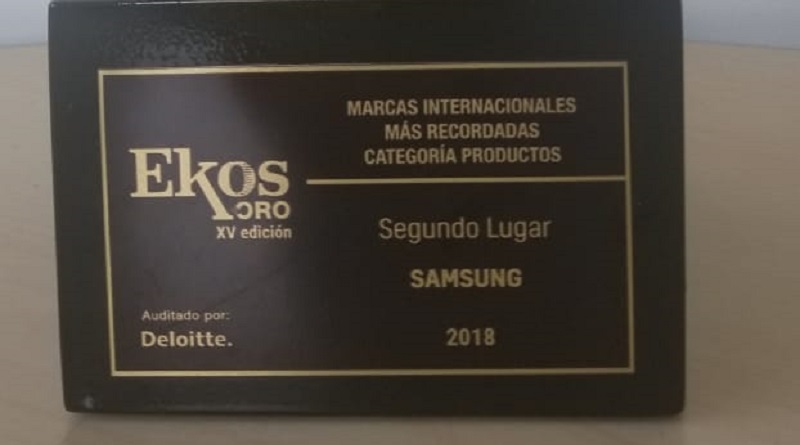 MARCAS INTERNACIONALES
MÁS RECORDADAS
CATEGORÍA PRODUCTOS
Ekos
ORO
XV edición
Segundo Lugar
SAMSUNG
2018
Auditado por:
Deloitte.